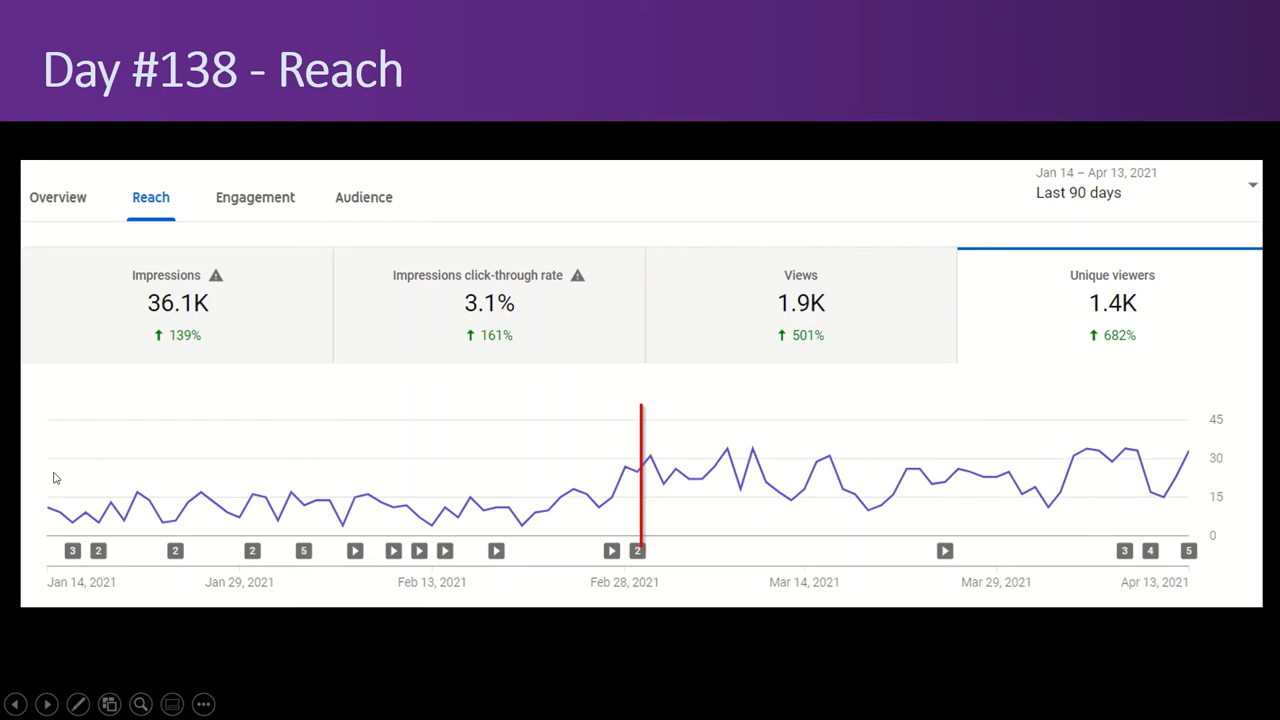 Day #138 - Reach
Jan 14 – Apr 13, 2021
Overview Reach Engagement Audience Last 90 days
Impressions Impressions click-through rate Views Unique viewers
36.1K 3.1% 1.9K 1.4K
139% 161% 501% 682%
45
30
15
0
3 2 2 2 5 2 3 4 5
Jan 14, 2021 Jan 29, 2021 Feb 13, 2021 Feb 28, 2021 Mar 14, 2021 Mar 29, 2021 Apr 13, 2021